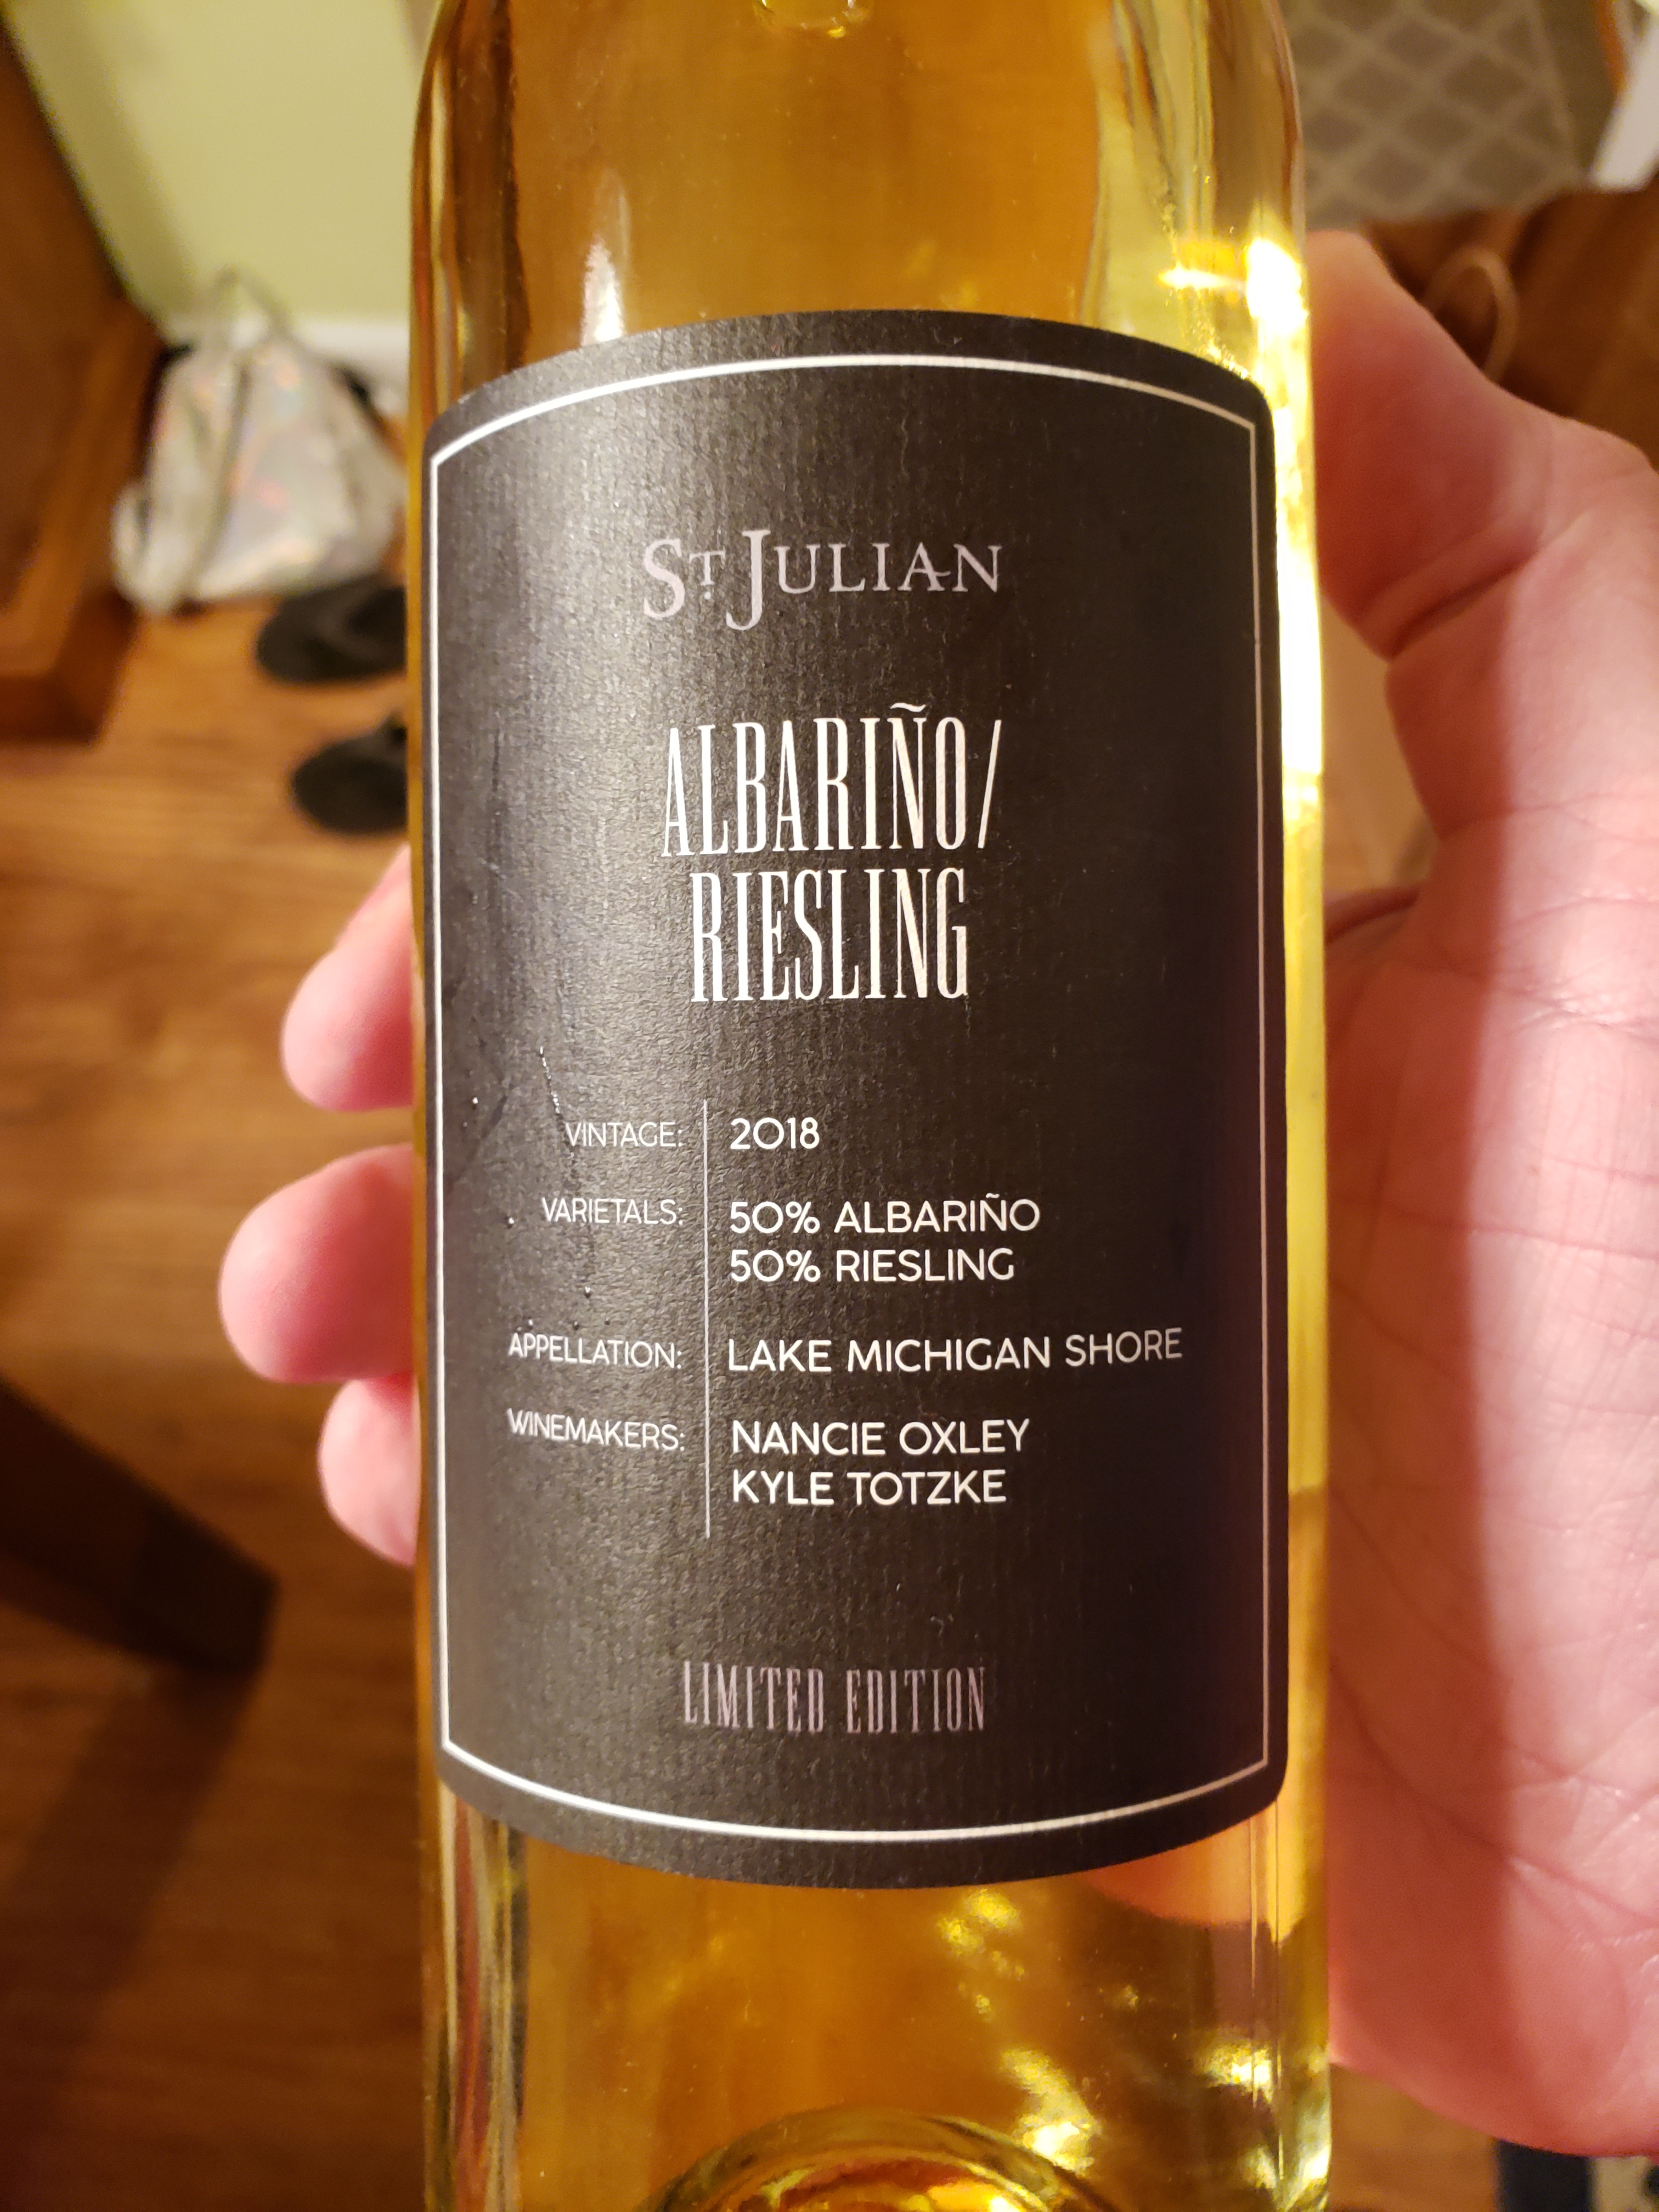 ST. JULIAN
ALBARIÑO/
RIESLING
VINTAGE: 2018
VARIETALS: 50% ALBARIÑO
50% RIESLING
APPELLATION: LAKE MICHIGAN SHORE
WINEMAKERS: NANCIE OXLEY
KYLE TOTZKE
LIMITED EDITION